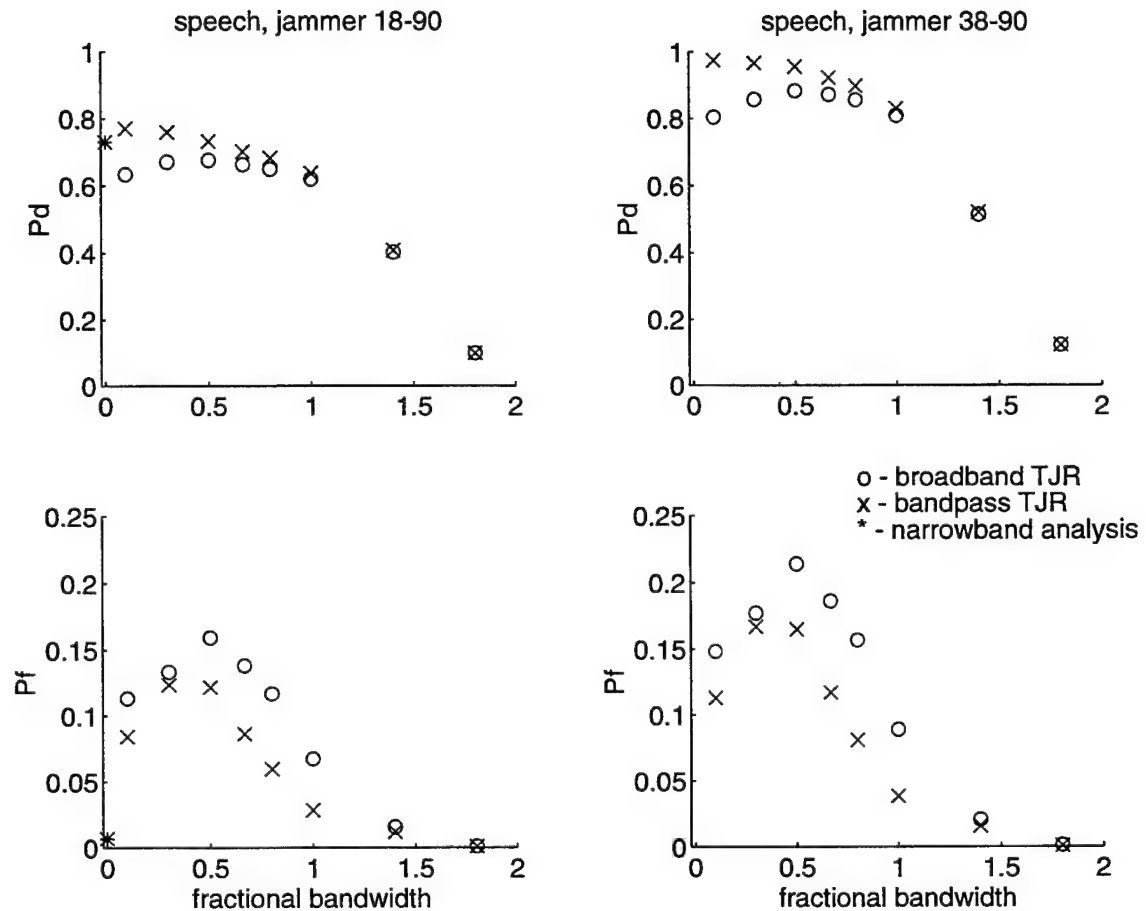 speech, jammer 18-90
speech, jammer 38-90
1
0.8
0.6
0.4
0.2
0
Pd
0 0.5 1 1.5 2
1
0.8
0.6
0.4
0.2
0
Pd
0 0.5 1 1.5 2
o - broadband TJR
x - bandpass TJR
* - narrowband analysis
0.25
0.2
0.15
0.1
0.05
0
Pf
0 0.5 1 1.5 2
fractional bandwidth
0.25
0.2
0.15
0.1
0.05
0
Pf
0 0.5 1 1.5 2
fractional bandwidth